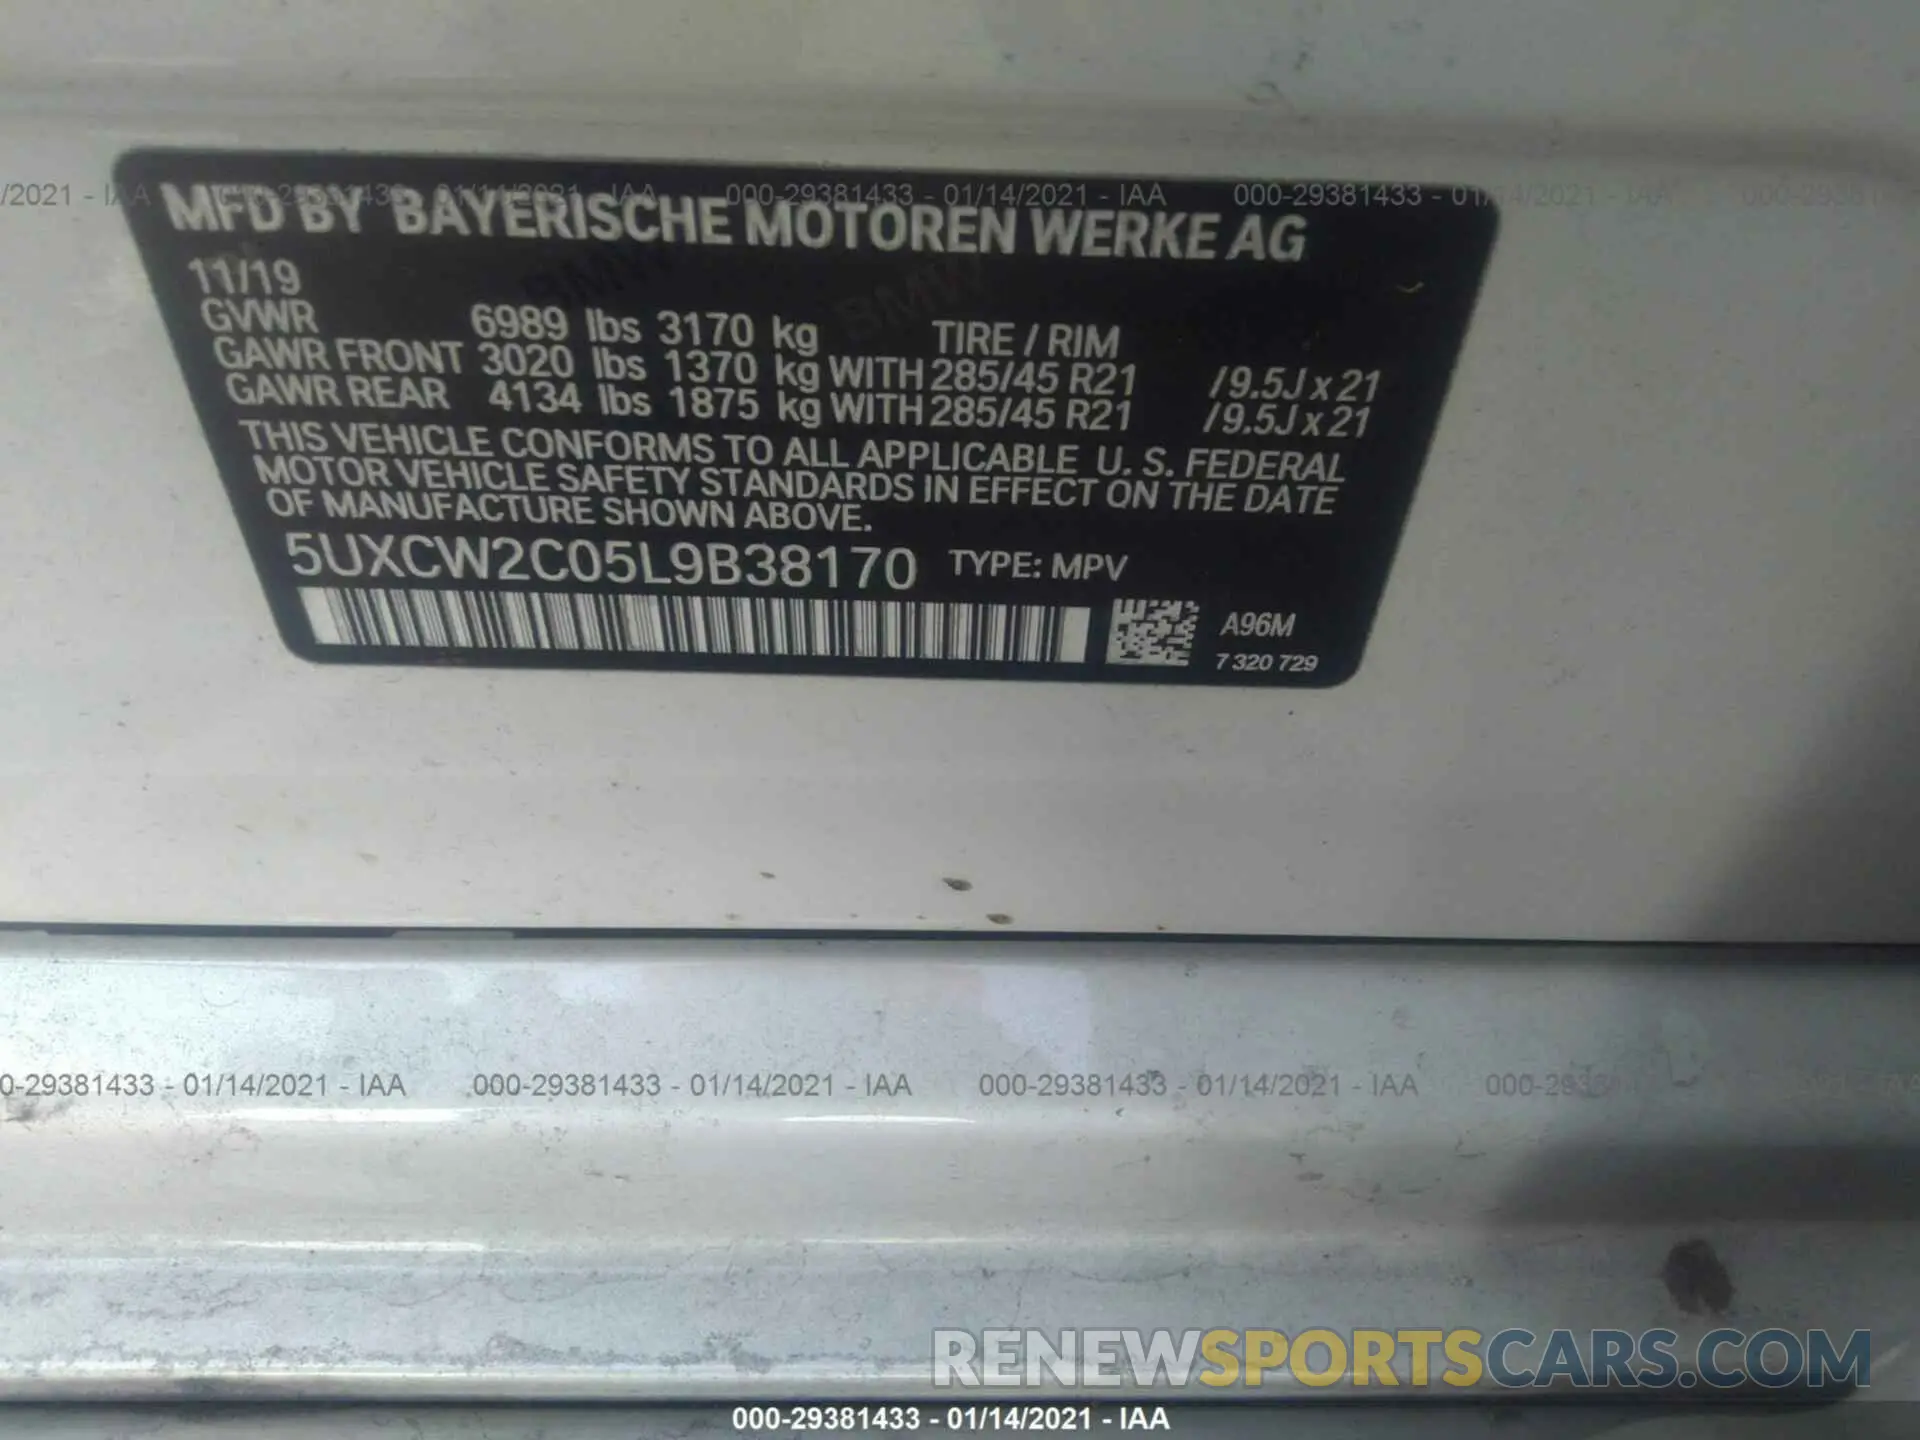 /2021 - IAA 000-29381433 - 01/14/2021 - IAA 000-29381433 - 01/14/2021 - IAA 000-29381433 - 01/14/2021 - IAA
MFD BY BAYERISCHE MOTOREN WERKE AG
11/19
GVWR 6989 lbs 3170 kg TIRE / RIM
GAWR FRONT 3020 lbs 1370 kg WITH 285/45 R21 /9.5J x 21
GAWR REAR 4134 lbs 1875 kg WITH 285/45 R21 /9.5J x 21
THIS VEHICLE CONFORMS TO ALL APPLICABLE U. S. FEDERAL
MOTOR VEHICLE SAFETY STANDARDS IN EFFECT ON THE DATE
OF MANUFACTURE SHOWN ABOVE.
5UXCW2C05L9B38170 TYPE: MPV
A96M
7 320 729
0-29381433 - 01/14/2021 - IAA 000-29381433 - 01/14/2021 - IAA 000-29381433 - 01/14/2021 - IAA
RENEWSPORTSCARS.COM
000-29381433 - 01/14/2021 - IAA